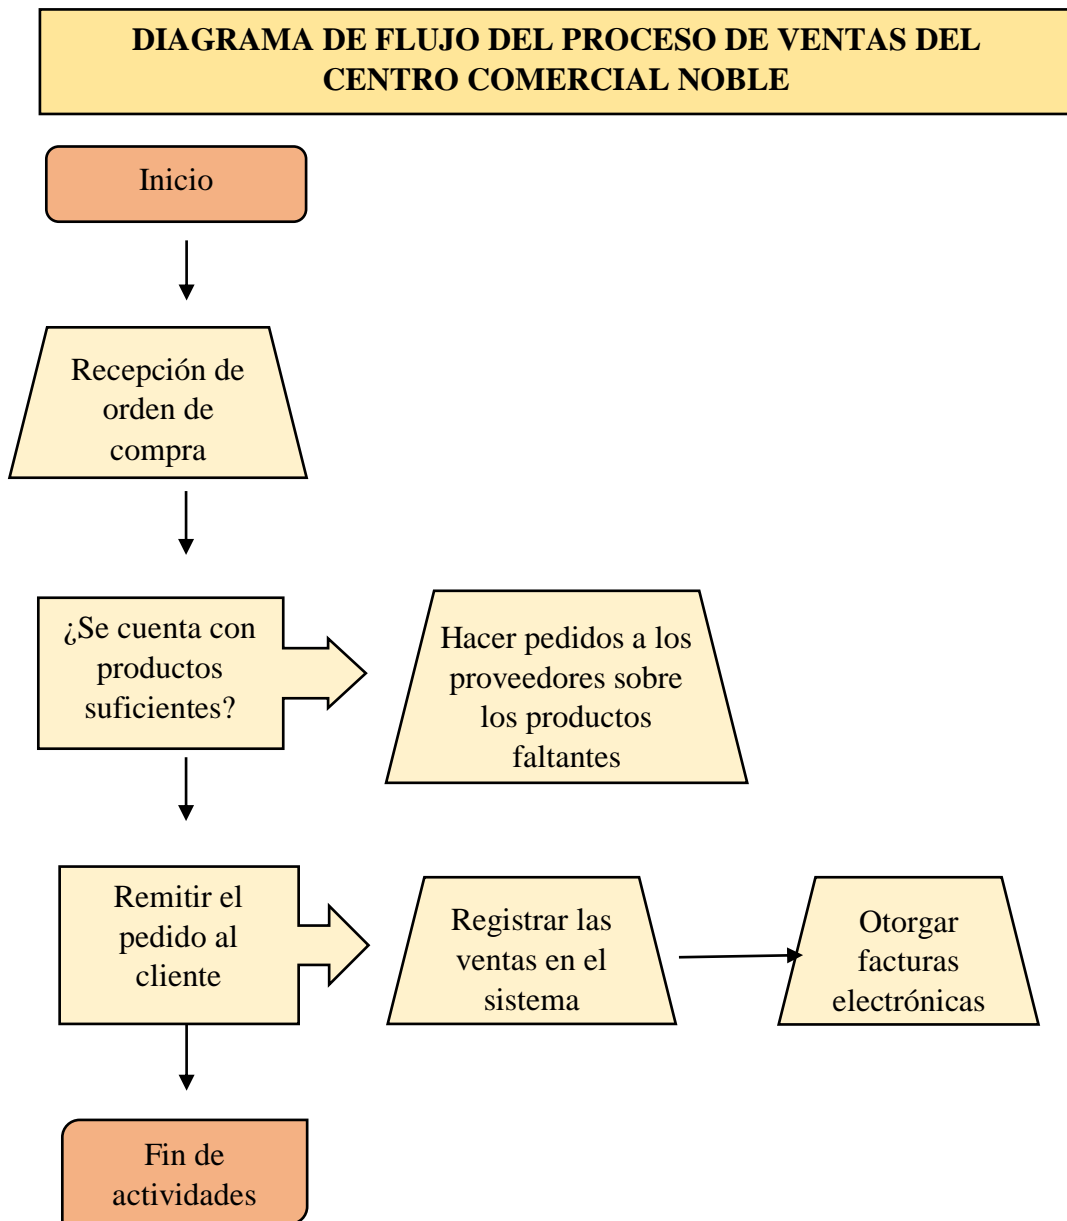 DIAGRAMA DE FLUJO DEL PROCESO DE VENTAS DEL
CENTRO COMERCIAL NOBLE
Inicio
Recepción de
orden de
compra
¿Se cuenta con
productos
suficientes?
Hacer pedidos a los
proveedores sobre
los productos
faltantes
Remitir el
pedido al
cliente
Registrar las
ventas en el
sistema
Otorgar
facturas
electrónicas
Fin de
actividades